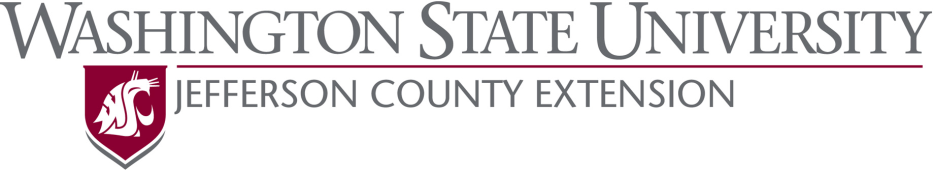 WASHINGTON STATE UNIVERSITY
JEFFERSON COUNTY EXTENSION